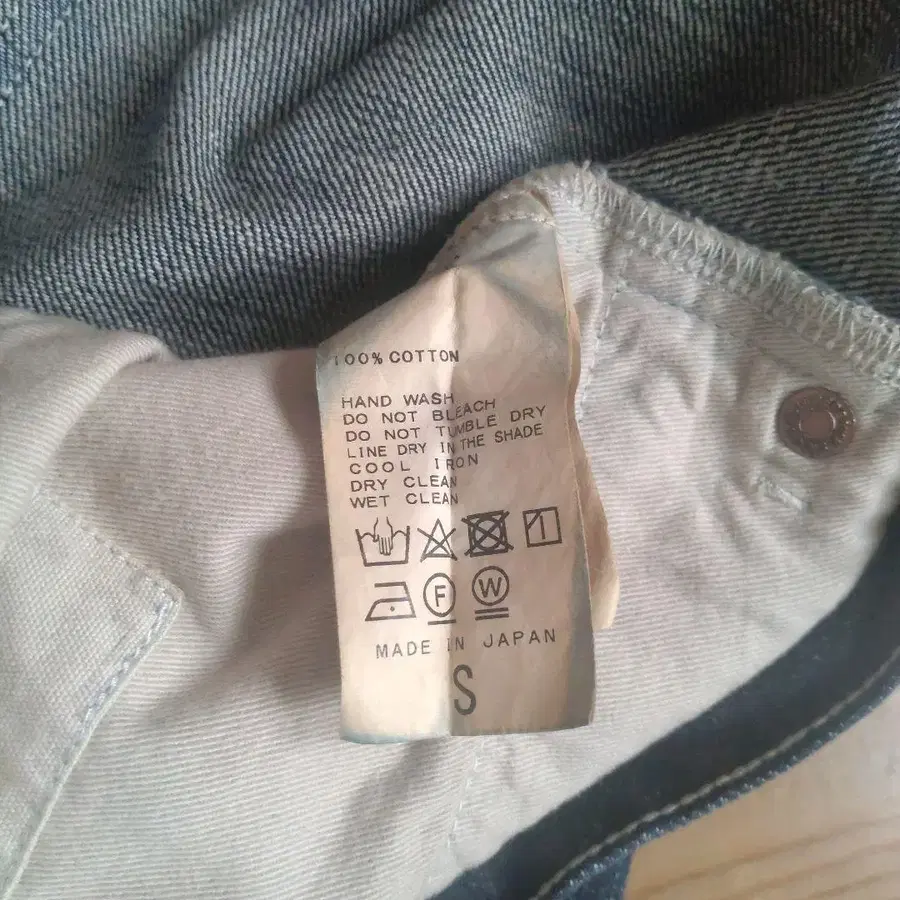 100% COTTON
HAND WASH
DO NOT BLEACH
DO NOT TUMBLE DRY
LINE DRY IN THE SHADE
COOL IRON
DRY CLEAN
WET CLEAN
F W
MADE IN JAPAN
S